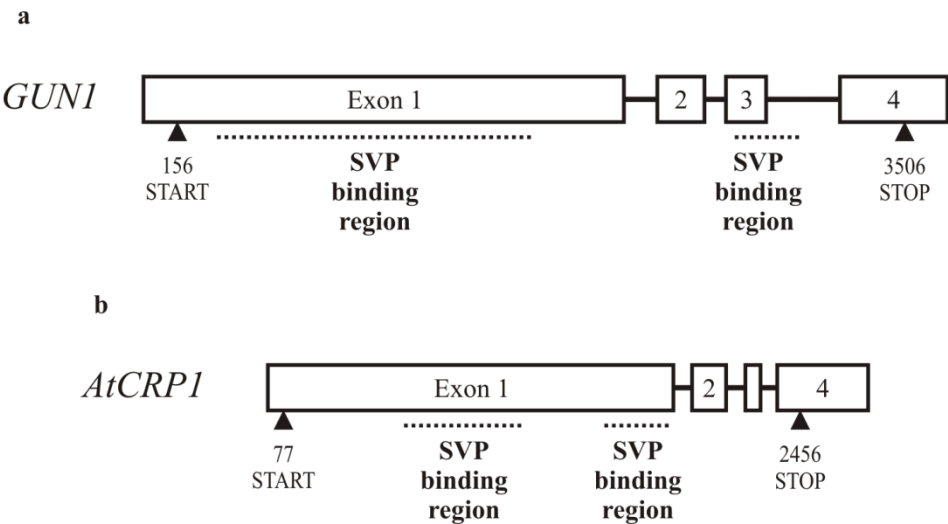 a
GUN1
Exon 1
2
3
4
156
START
SVP
binding
region
SVP
binding
region
3506
STOP
b
AtCRP1
Exon 1
2
4
77
START
SVP
binding
region
SVP
binding
region
2456
STOP